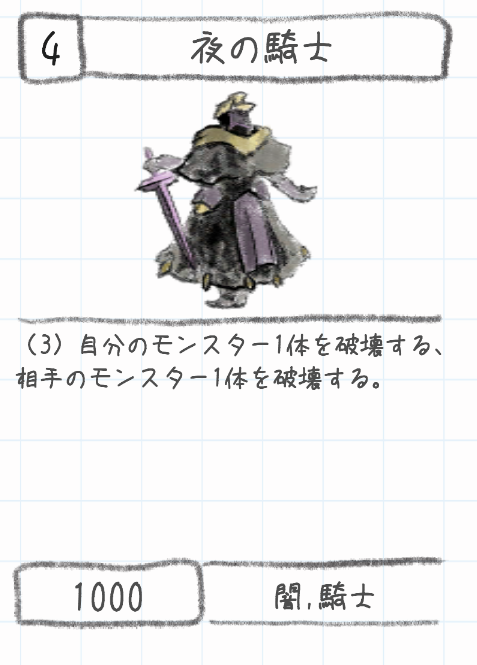 4
夜の騎士
（3）自分のモンスター1体を破壊する、
相手のモンスター1体を破壊する。
1000
闇,騎士